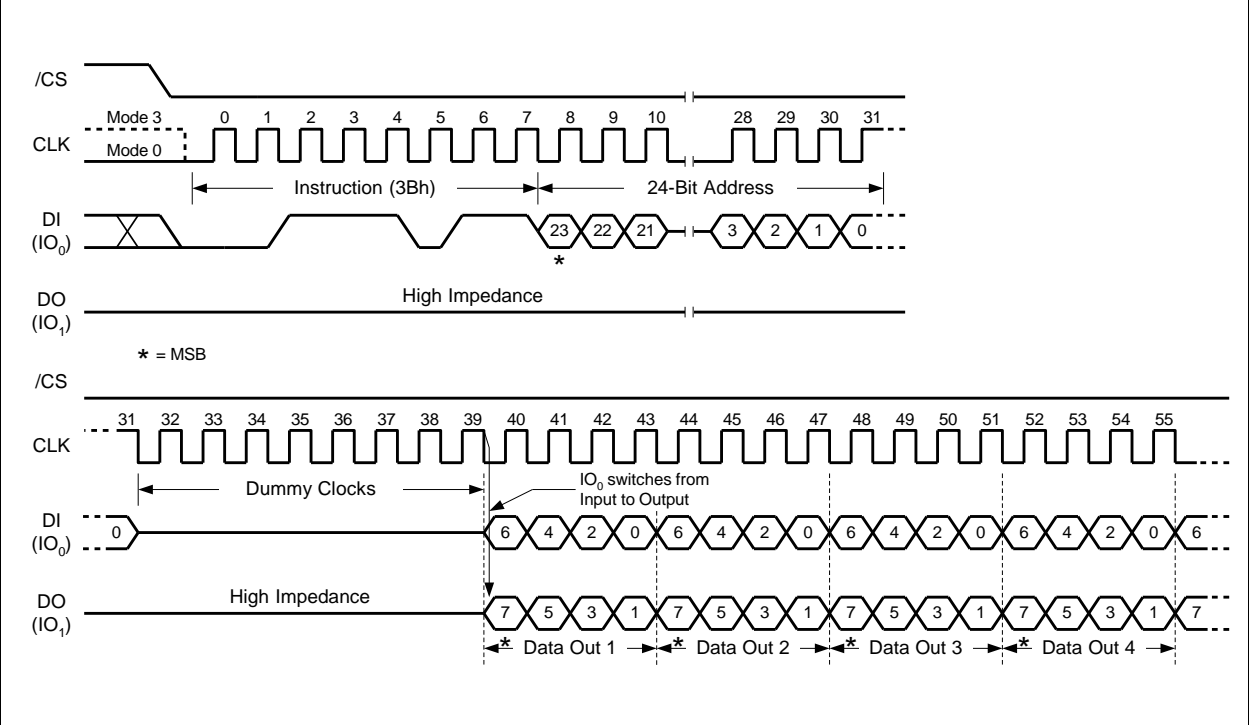 /CS
Mode 3 0 1 2 3 4 5 6 7 8 9 10 28 29 30 31
CLK
Mode 0
Instruction (3Bh) 24-Bit Address
DI
(IO0)
23 22 21 3 2 1 0
*
High Impedance
DO
(IO1)
* = MSB
/CS
31 32 33 34 35 36 37 38 39 40 41 42 43 44 45 46 47 48 49 50 51 52 53 54 55
CLK
Dummy Clocks
IO0 switches from
Input to Output
DI
(IO0)
0 6 4 2 0 6 4 2 0 6 4 2 0 6 4 2 0 6
High Impedance
DO
(IO1)
7 5 3 1 7 5 3 1 7 5 3 1 7 5 3 1 7
* Data Out 1 * Data Out 2 * Data Out 3 * Data Out 4